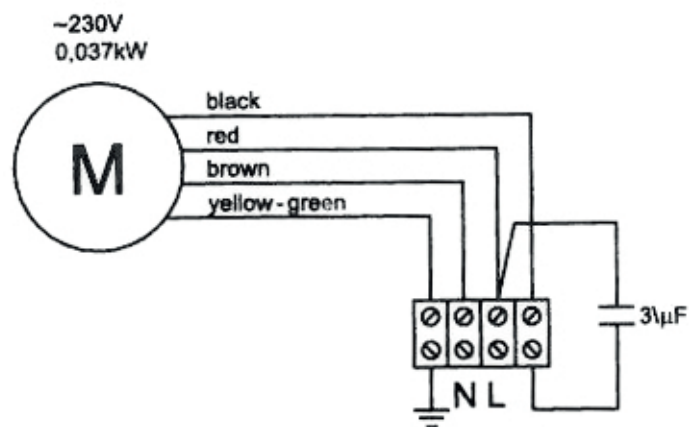 ~230V
0,037kW
M
black
red
brown
yellow-green
3\μF
N L